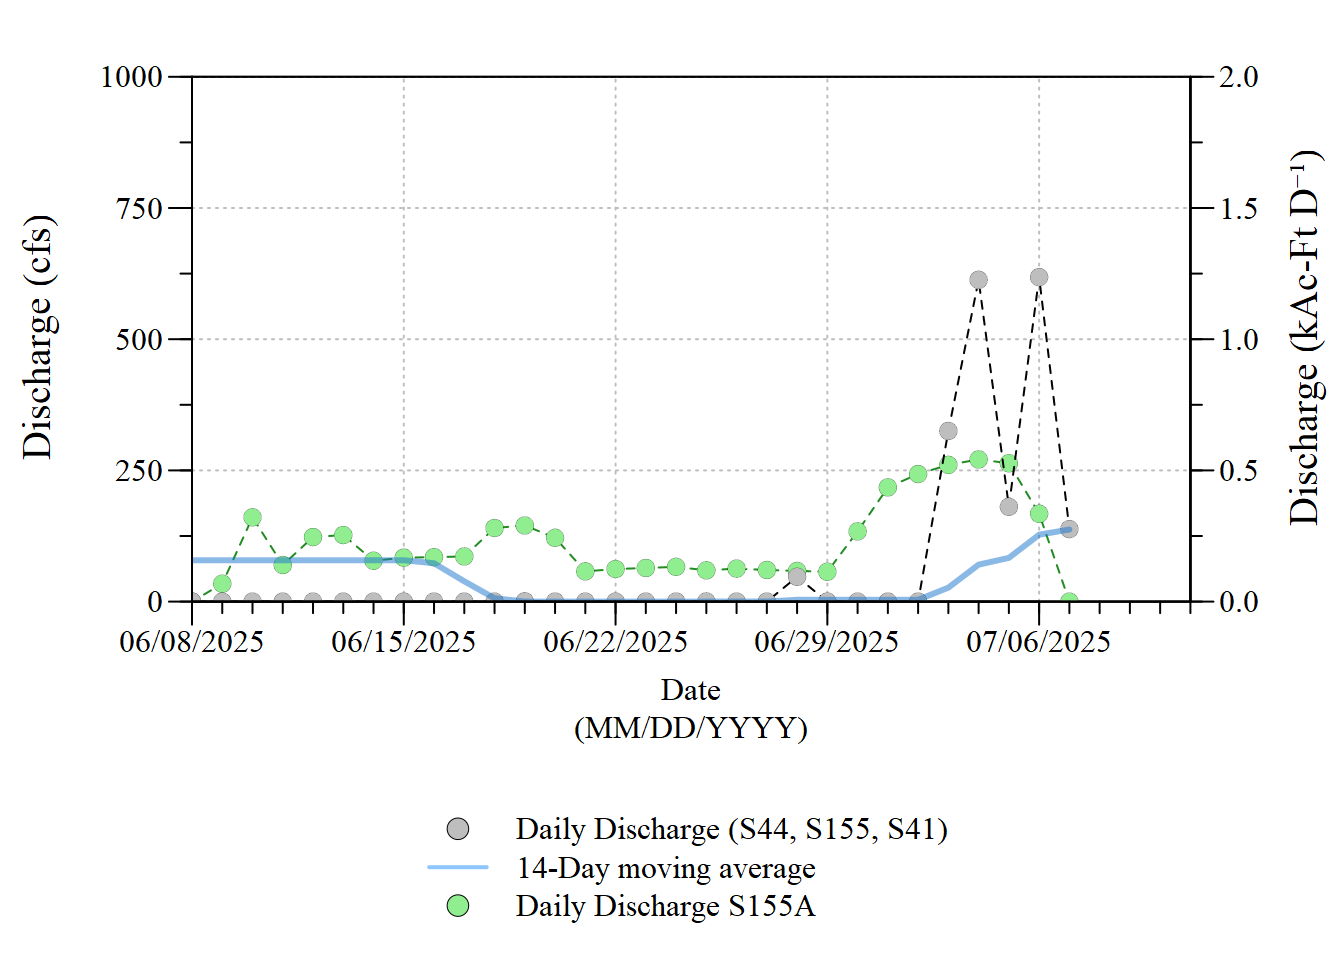 1000
750
500
250
0
Discharge (cfs)
2.0
1.5
1.0
0.5
0.0
Discharge (kAc-Ft D⁻¹)
06/08/2025 06/15/2025 06/22/2025 06/29/2025 07/06/2025
Date
(MM/DD/YYYY)
Daily Discharge (S44, S155, S41)
14-Day moving average
Daily Discharge S155A